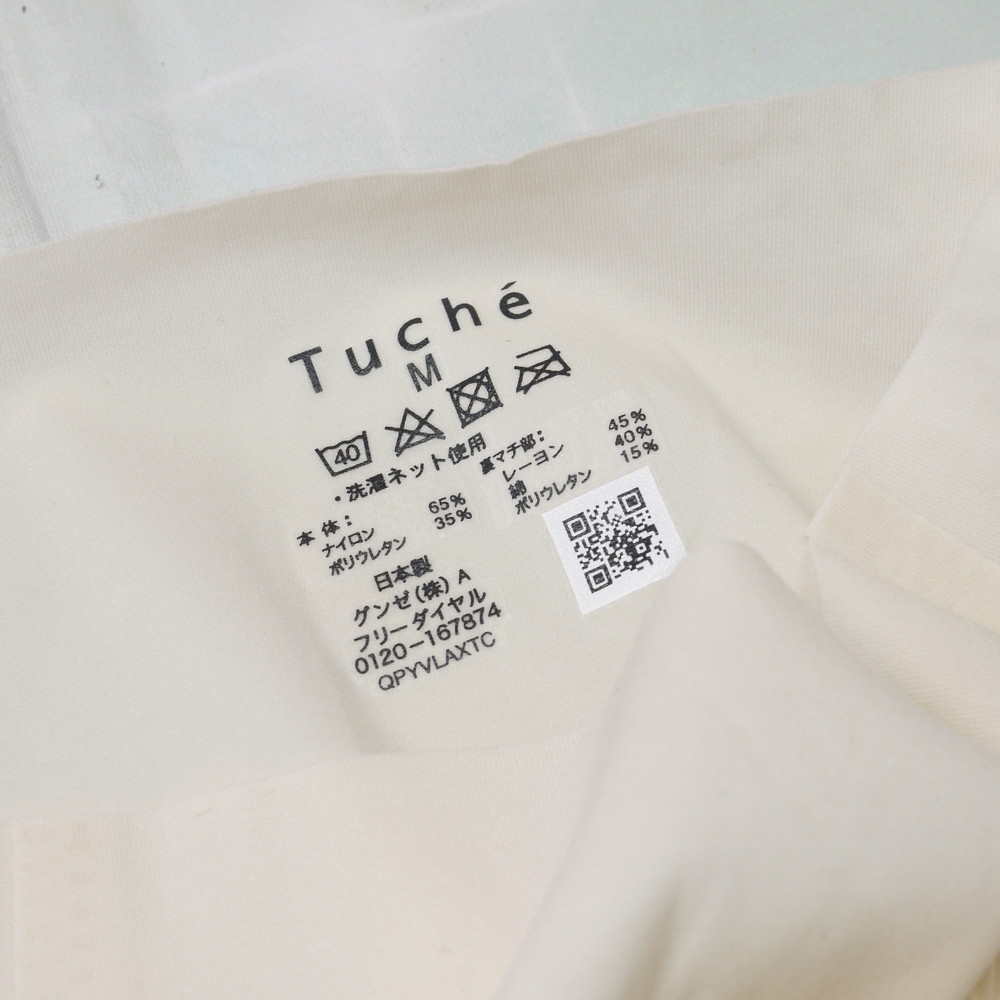 Tuché
M
40
・洗濯ネット使用
本体：
ナイロン 65%
ポリウレタン 35%
裏マチ部：
レーヨン 45%
綿 40%
ポリウレタン 15%
日本製
グンゼ(株) A
フリーダイヤル
0120−167874
QPYVLAXTC